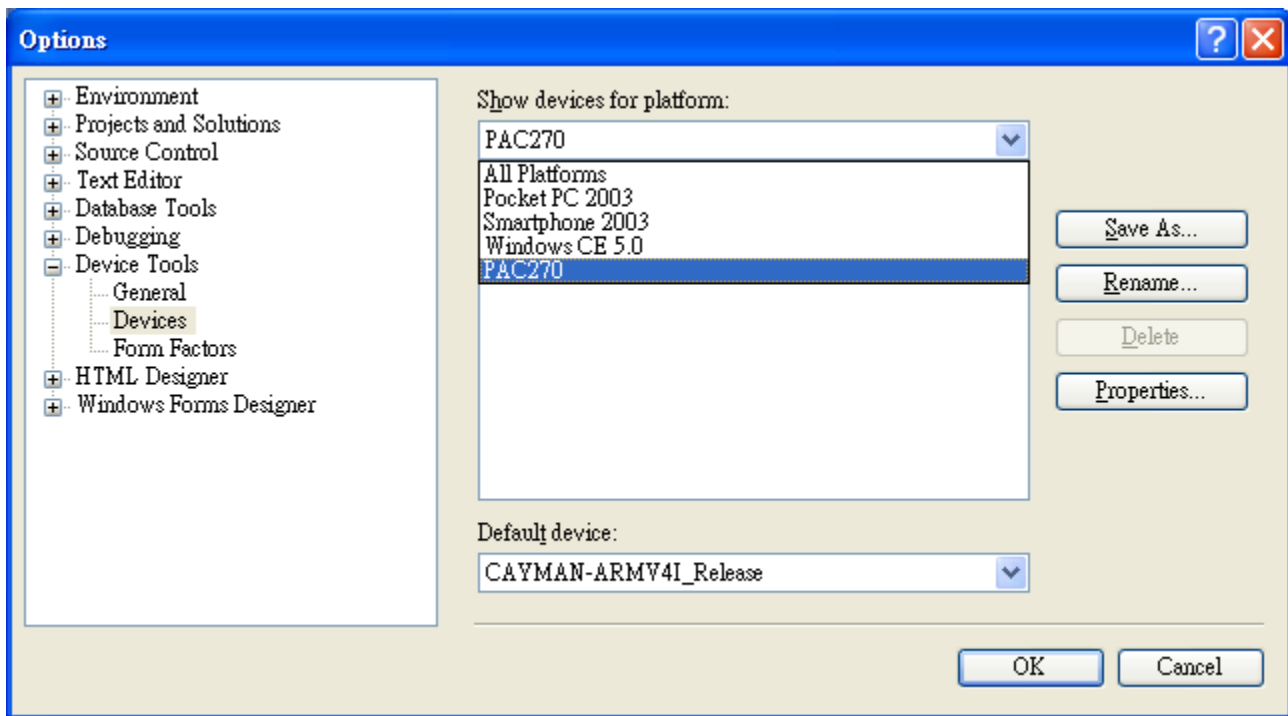 Options
Environment
Projects and Solutions
Source Control
Text Editor
Database Tools
Debugging
Device Tools
General
Devices
Form Factors
HTML Designer
Windows Forms Designer
Show devices for platform:
PAC270
All Platforms
Pocket PC 2003
Smartphone 2003
Windows CE 5.0
PAC270
Save As...
Rename...
Delete
Properties...
Default device:
CAYMAN-ARMV4I_Release
OK
Cancel